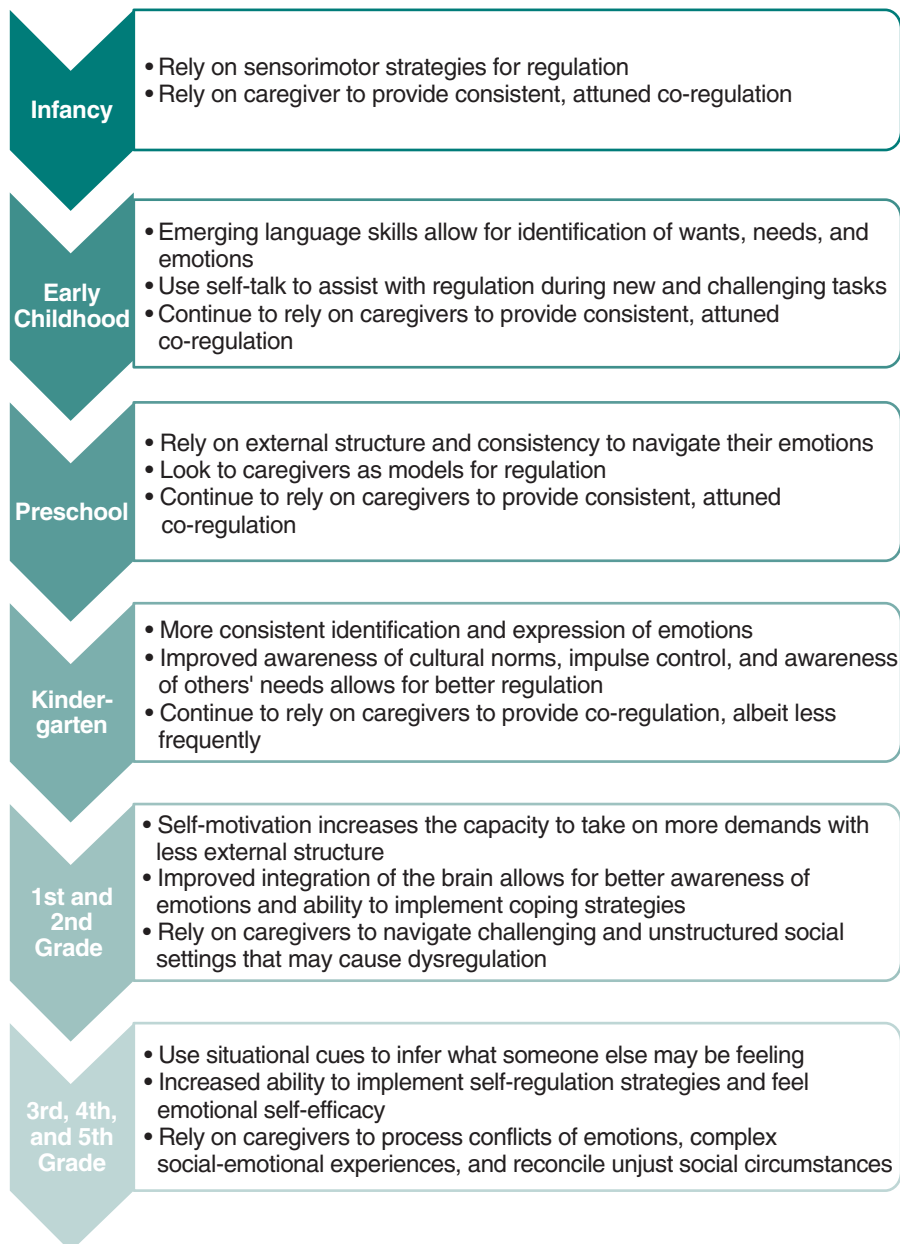 Infancy
• Rely on sensorimotor strategies for regulation
• Rely on caregiver to provide consistent, attuned co-regulation
Early
Childhood
• Emerging language skills allow for identification of wants, needs, and
emotions
• Use self-talk to assist with regulation during new and challenging tasks
• Continue to rely on caregivers to provide consistent, attuned
co-regulation
Preschool
• Rely on external structure and consistency to navigate their emotions
• Look to caregivers as models for regulation
• Continue to rely on caregivers to provide consistent, attuned
co-regulation
Kinder-
garten
• More consistent identification and expression of emotions
• Improved awareness of cultural norms, impulse control, and awareness
of others' needs allows for better regulation
• Continue to rely on caregivers to provide co-regulation, albeit less
frequently
1st and
2nd
Grade
• Self-motivation increases the capacity to take on more demands with
less external structure
• Improved integration of the brain allows for better awareness of
emotions and ability to implement coping strategies
• Rely on caregivers to navigate challenging and unstructured social
settings that may cause dysregulation
3rd, 4th,
and 5th
Grade
• Use situational cues to infer what someone else may be feeling
• Increased ability to implement self-regulation strategies and feel
emotional self-efficacy
• Rely on caregivers to process conflicts of emotions, complex
social-emotional experiences, and reconcile unjust social circumstances